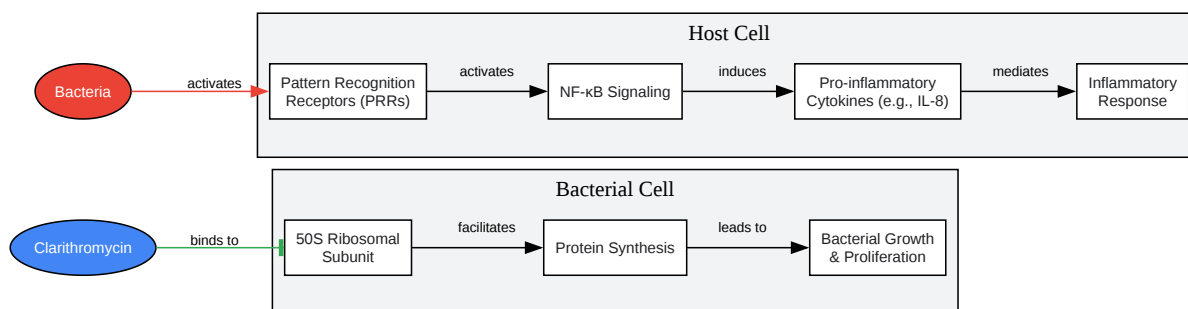 Host Cell
Bacteria
activates
Pattern Recognition
Receptors (PRRs)
activates
NF-κB Signaling
induces
Pro-inflammatory
Cytokines (e.g., IL-8)
mediates
Inflammatory
Response
Bacterial Cell
Clarithromycin
binds to
50S Ribosomal
Subunit
facilitates
Protein Synthesis
leads to
Bacterial Growth
& Proliferation